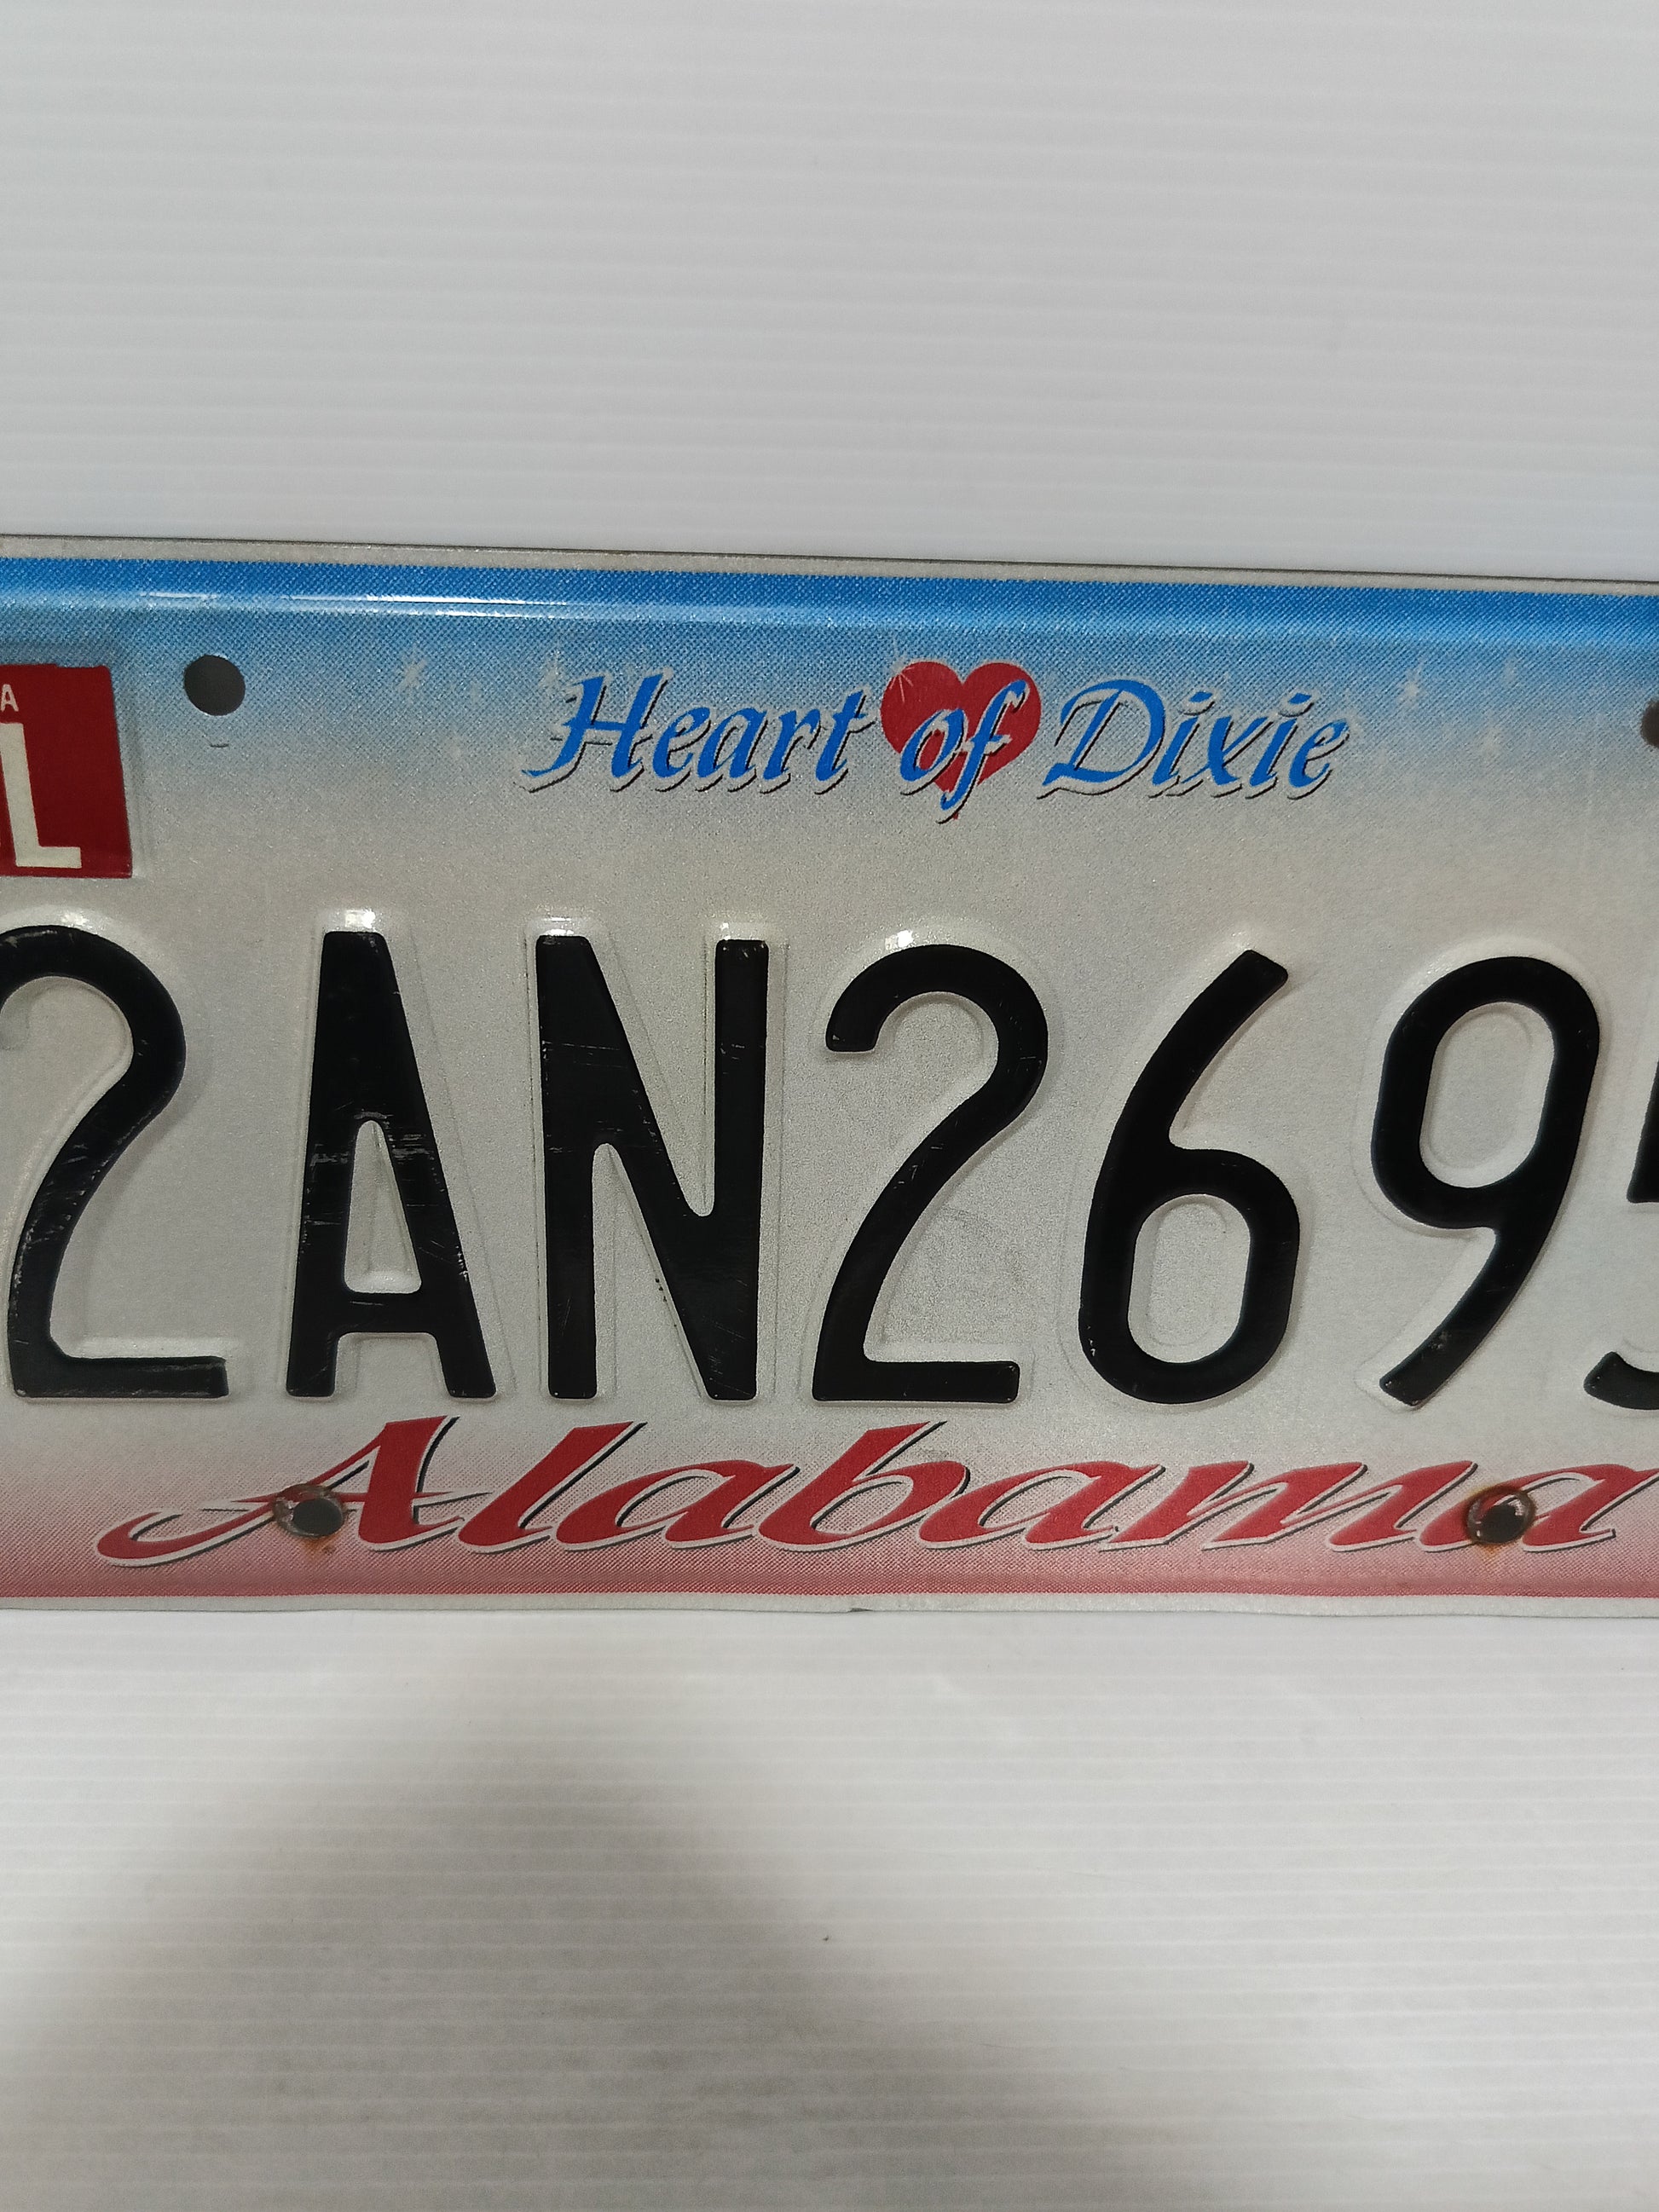 Heart of Dixie
A
L
2AN269
Alabama